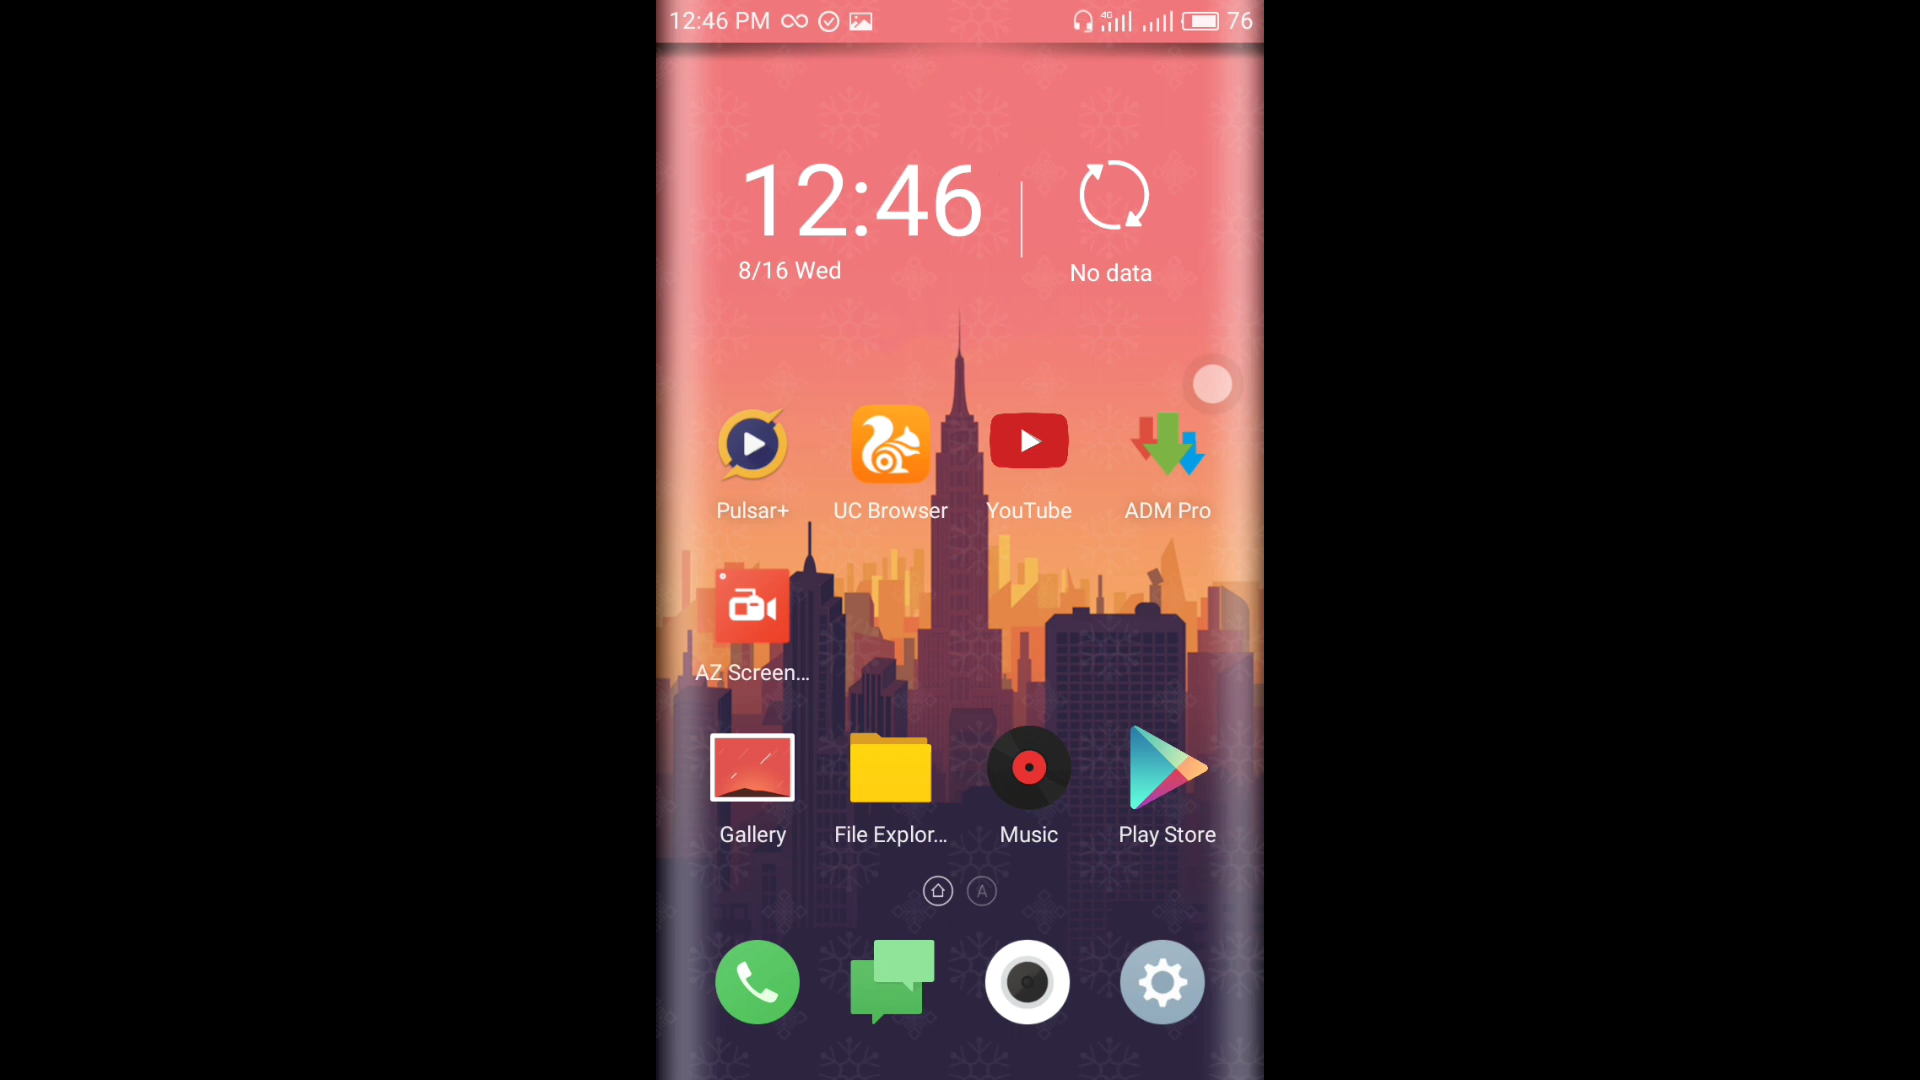 12:46 PM 4G 76
12:46
8/16 Wed
No data
Pulsar+ UC Browser YouTube ADM Pro
AZ Screen...
Gallery File Explor... Music Play Store
A